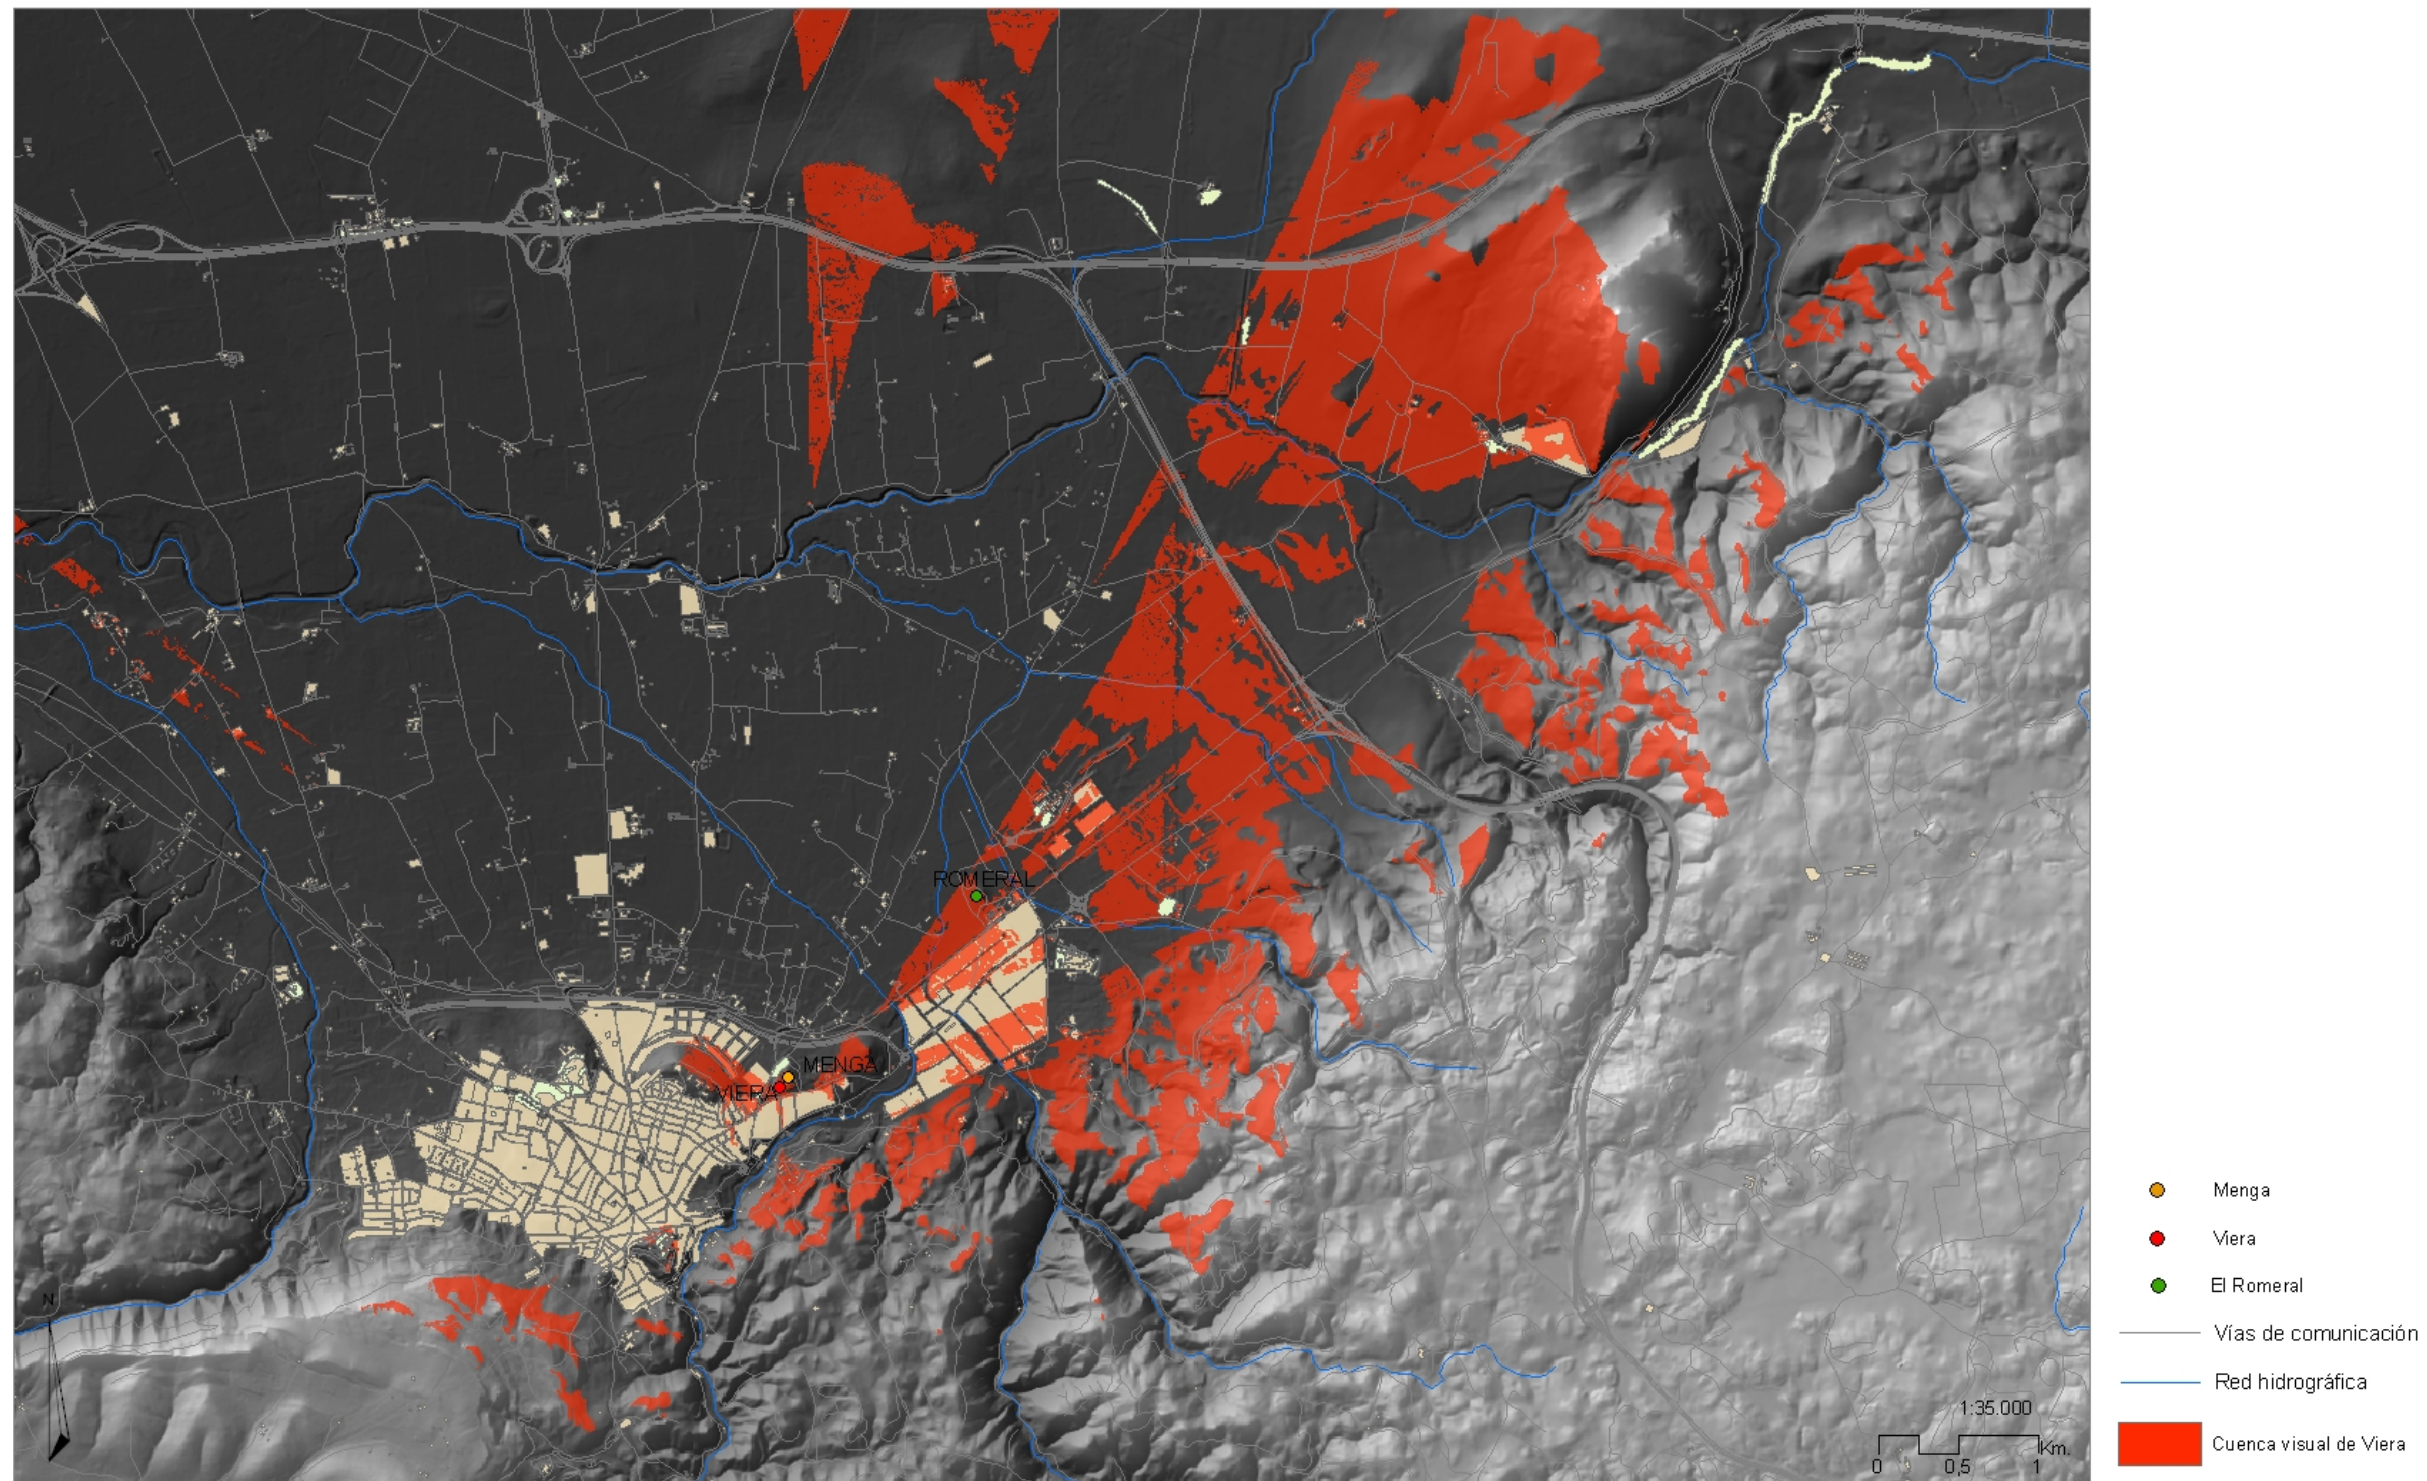 ROMERAL
MENGA
VIERA
N
1:35.000
Km.
0 0,5 1
Menga
Viera
El Romeral
Vías de comunicación
Red hidrográfica
Cuenca visual de Viera